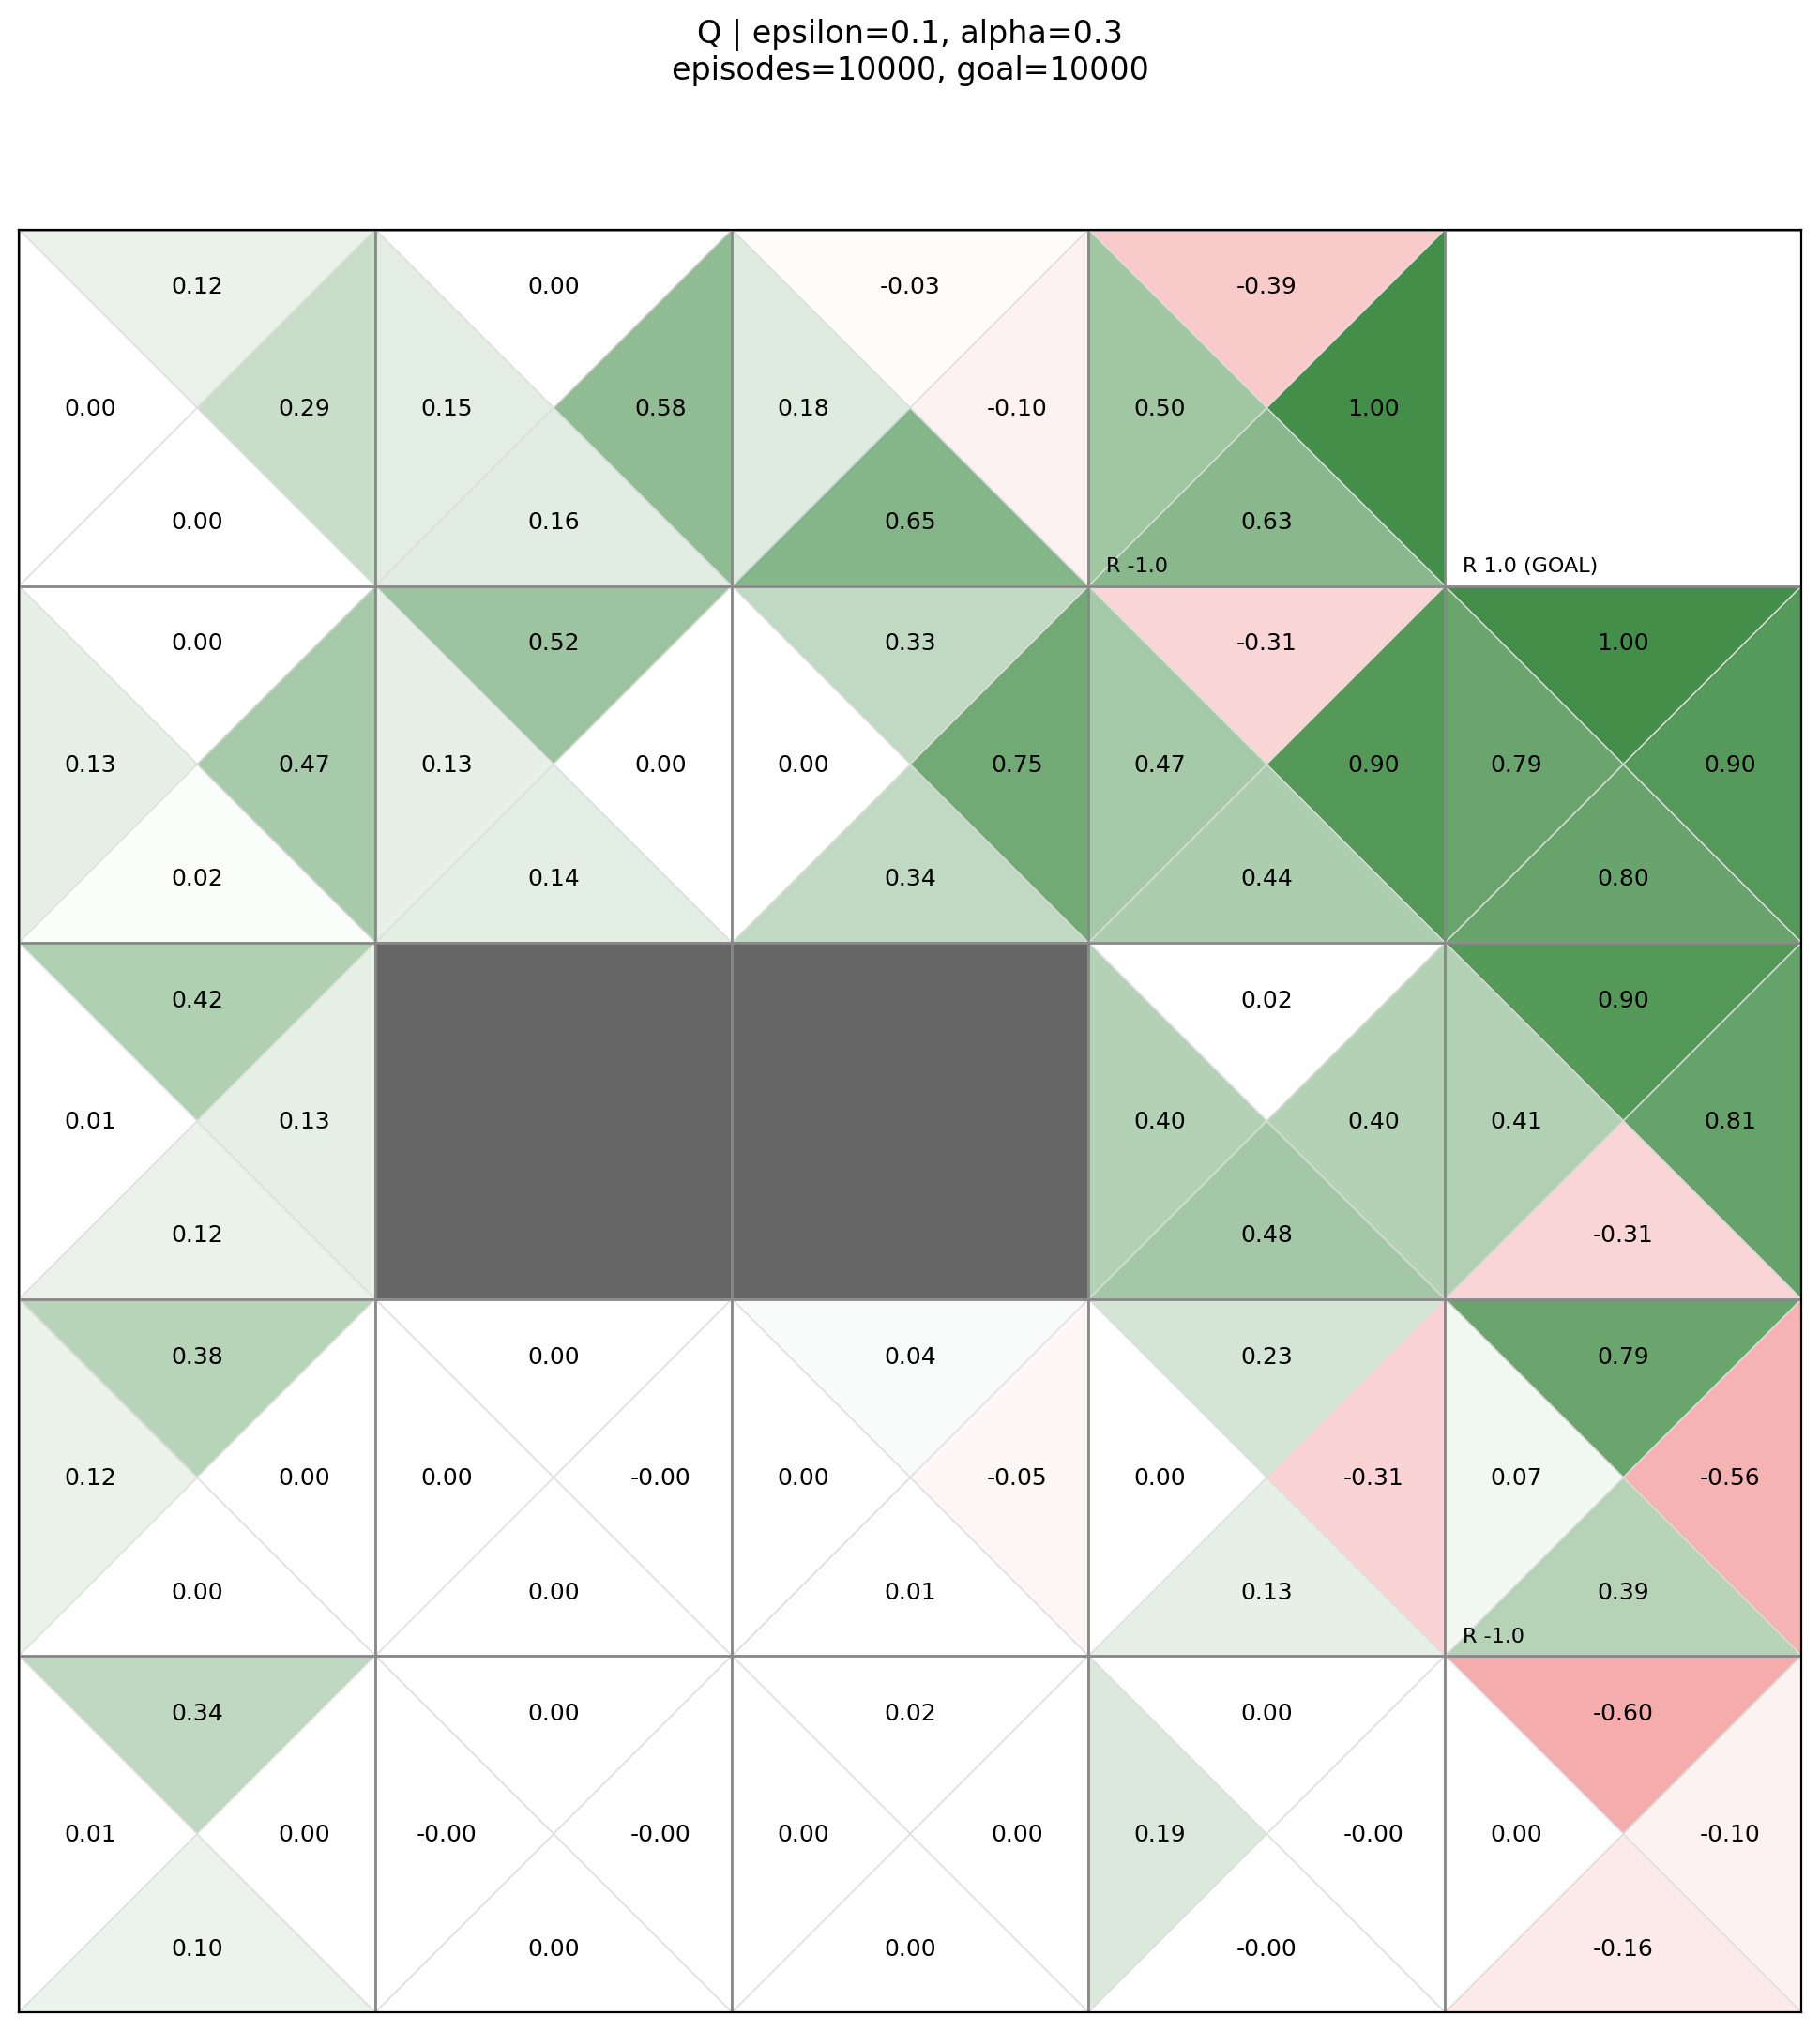 Q | epsilon=0.1, alpha=0.3
episodes=10000, goal=10000
0.12 0.00 -0.03 -0.39
0.00 0.29 0.15 0.58 0.18 -0.10 0.50 1.00
0.00 0.16 0.65 0.63
R -1.0 R 1.0 (GOAL)
0.00 0.52 0.33 -0.31 1.00
0.13 0.47 0.13 0.00 0.00 0.75 0.47 0.90 0.79 0.90
0.02 0.14 0.34 0.44 0.80
0.42 0.02 0.90
0.01 0.13 0.40 0.40 0.41 0.81
0.12 0.48 -0.31
0.38 0.00 0.04 0.23 0.79
0.12 0.00 0.00 -0.00 0.00 -0.05 0.00 -0.31 0.07 -0.56
0.00 0.00 0.01 0.13 0.39
R -1.0
0.34 0.00 0.02 0.00 -0.60
0.01 0.00 -0.00 -0.00 0.00 0.00 0.19 -0.00 0.00 -0.10
0.10 0.00 0.00 -0.00 -0.16